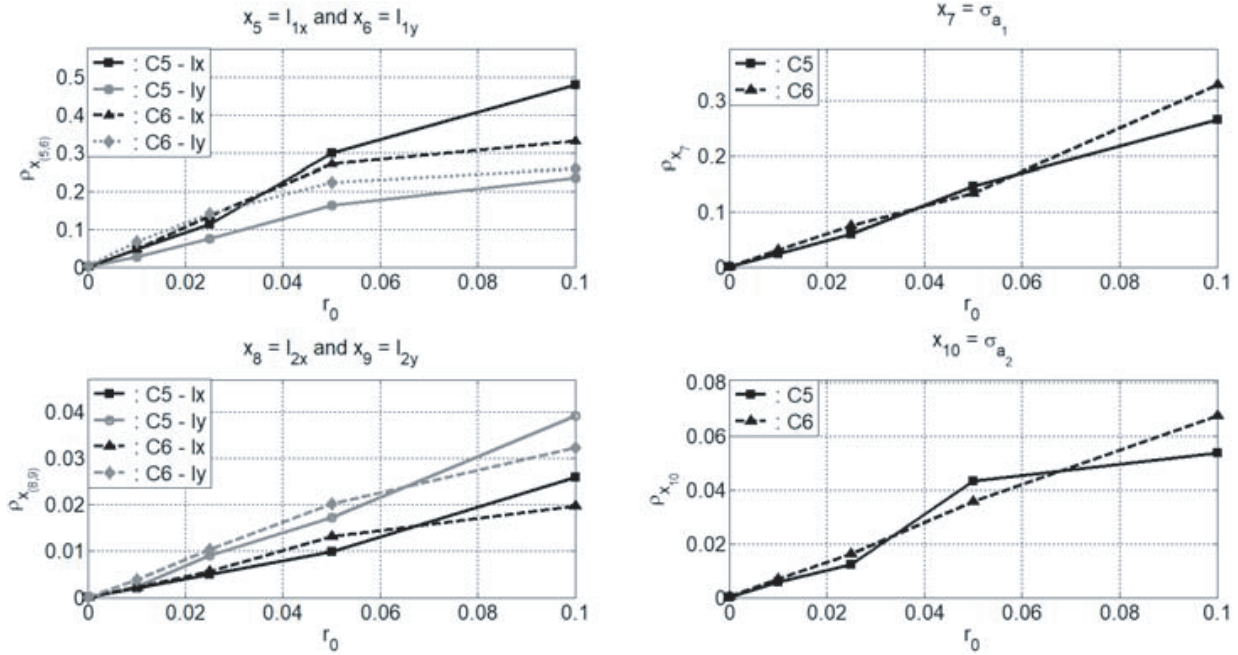 x5 = l1x and x6 = l1y
: C5 - lx
: C5 - ly
: C6 - lx
: C6 - ly
ρx(5,6)
0.5
0.4
0.3
0.2
0.1
0
0 0.02 0.04 0.06 0.08 0.1
r0
x7 = σa1
: C5
: C6
ρx7
0.3
0.2
0.1
0
0 0.02 0.04 0.06 0.08 0.1
r0
x8 = l2x and x9 = l2y
: C5 - lx
: C5 - ly
: C6 - lx
: C6 - ly
ρx(8,9)
0.04
0.03
0.02
0.01
0
0 0.02 0.04 0.06 0.08 0.1
r0
x10 = σa2
: C5
: C6
ρx10
0.08
0.06
0.04
0.02
0
0 0.02 0.04 0.06 0.08 0.1
r0